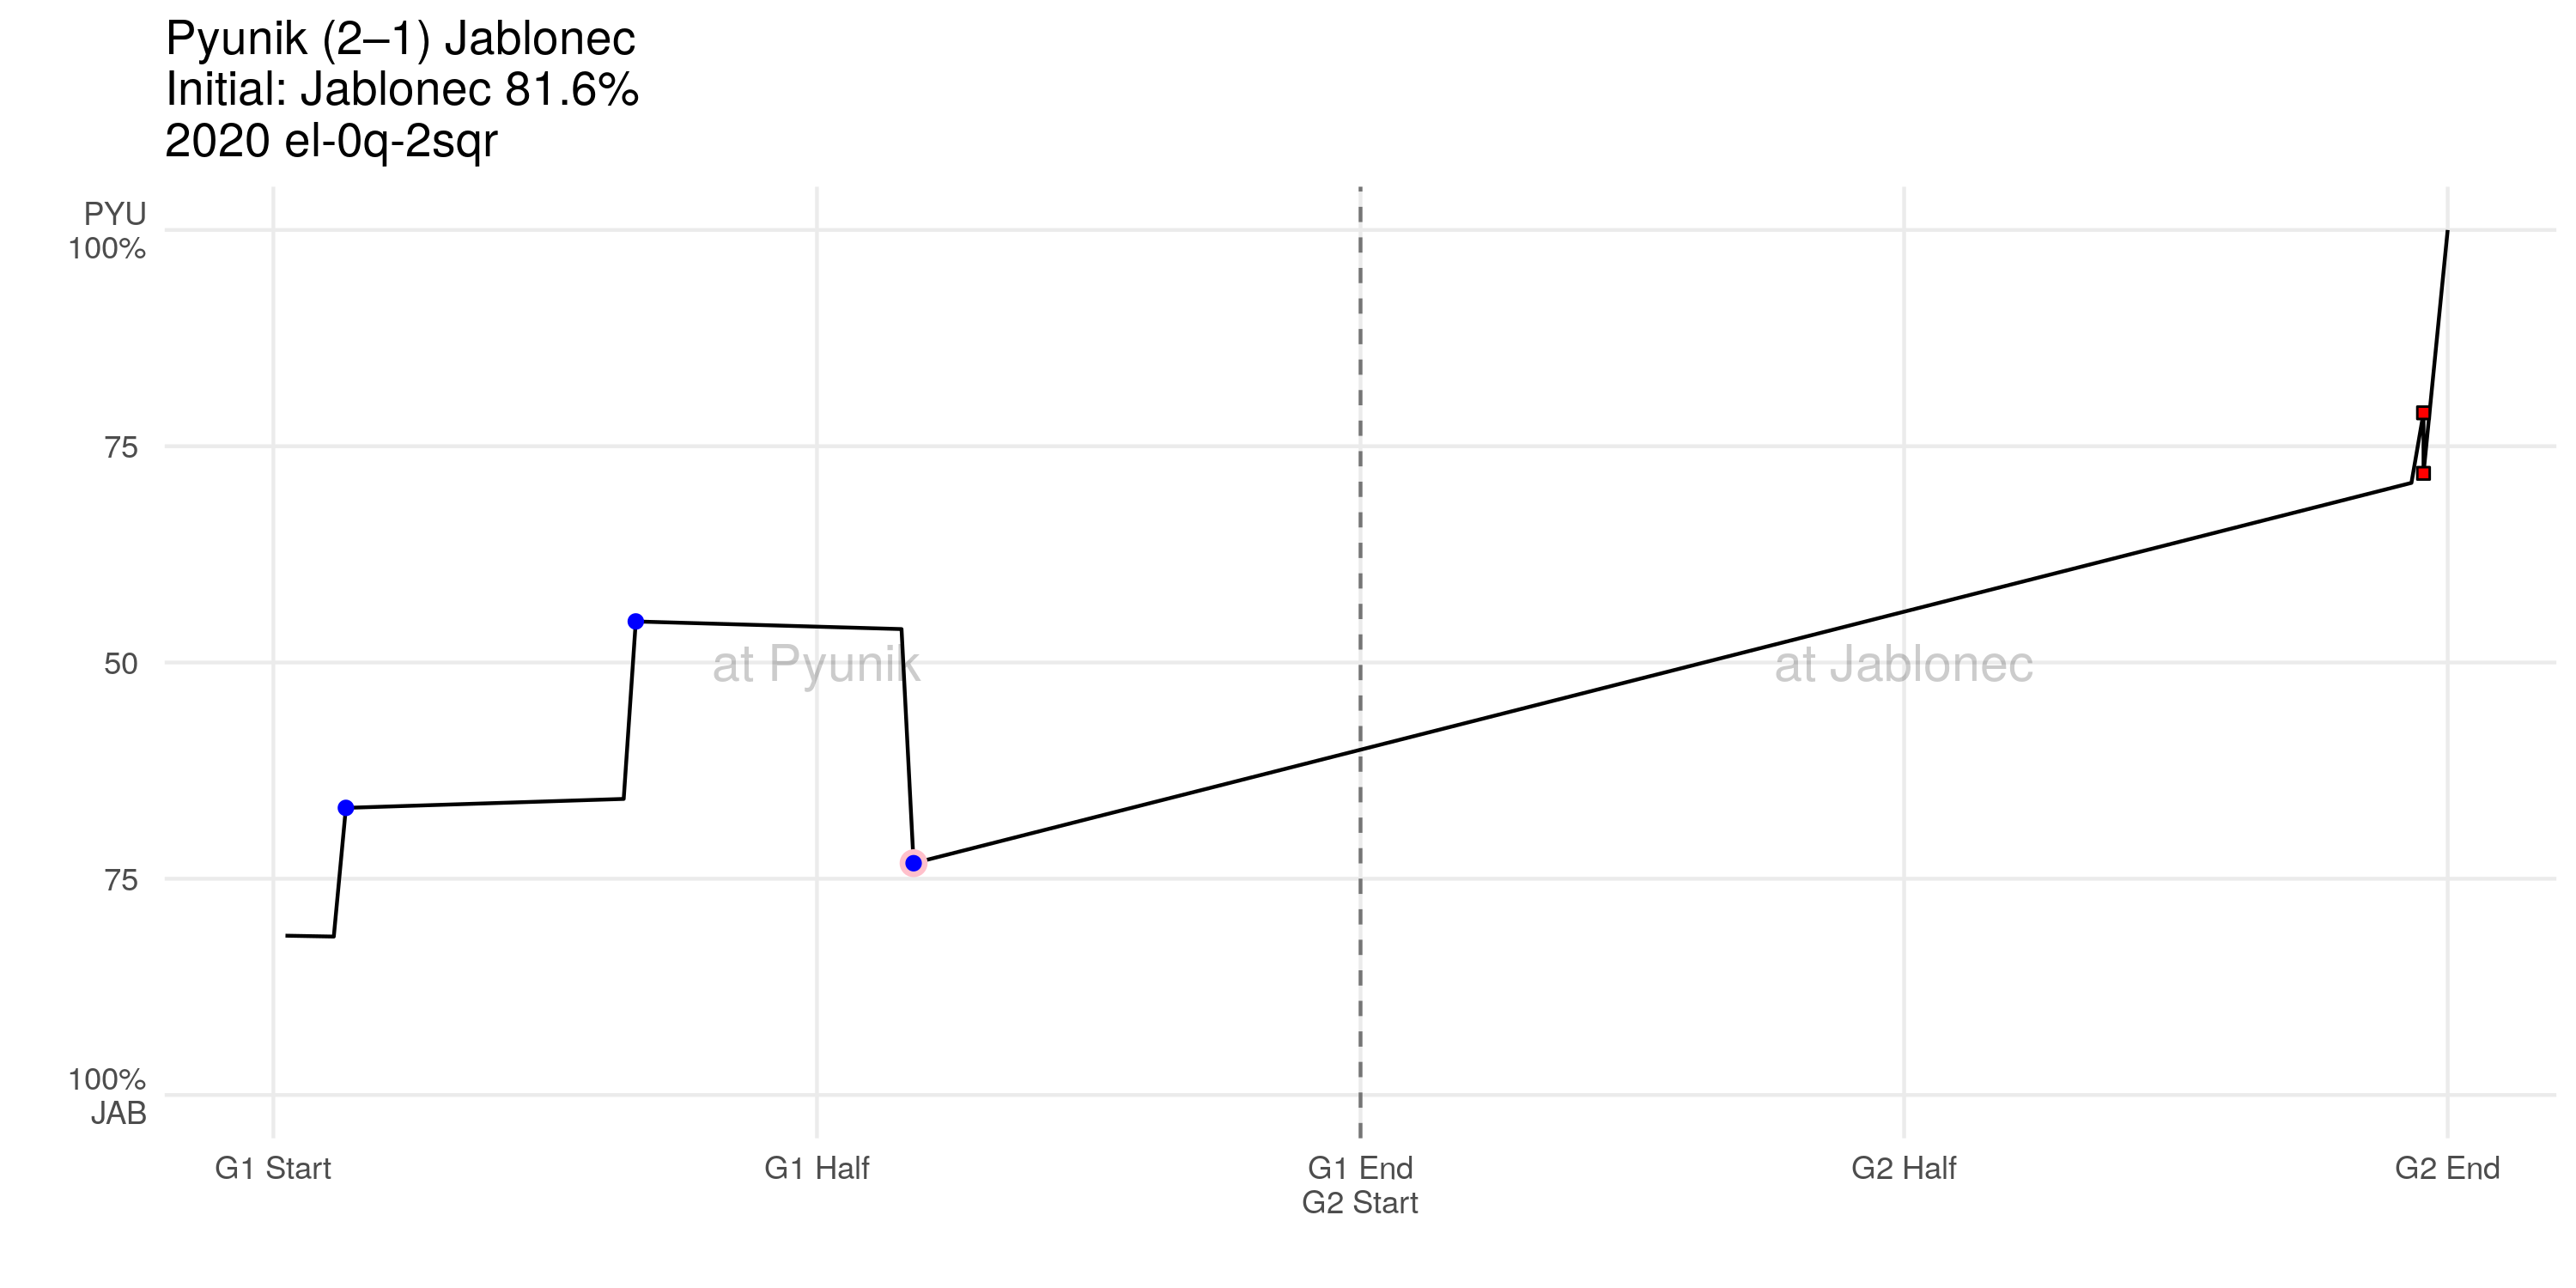 Pyunik (2–1) Jablonec
Initial: Jablonec 81.6%
2020 el-0q-2sqr
PYU
100%
75
50
75
100%
JAB
at Pyunik
at Jablonec
G1 Start
G1 Half
G1 End
G2 Start
G2 Half
G2 End